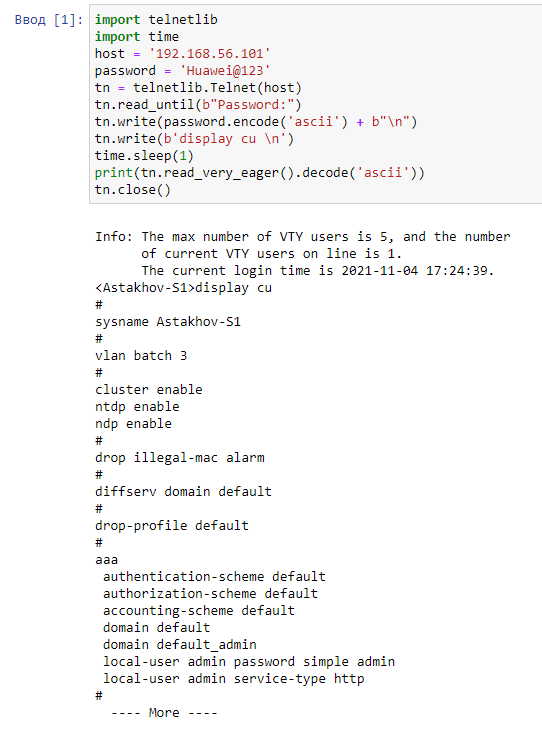 Ввод [1]: import telnetlib
import time
host = '192.168.56.101'
password = 'Huawei@123'
tn = telnetlib.Telnet(host)
tn.read_until(b"Password:")
tn.write(password.encode('ascii') + b"\n")
tn.write(b'display cu \n')
time.sleep(1)
print(tn.read_very_eager().decode('ascii'))
tn.close()
Info: The max number of VTY users is 5, and the number
      of current VTY users on line is 1.
      The current login time is 2021-11-04 17:24:39.
<Astakhov-S1>display cu
#
sysname Astakhov-S1
#
vlan batch 3
#
cluster enable
ntdp enable
ndp enable
#
drop illegal-mac alarm
#
diffserv domain default
#
drop-profile default
#
aaa
 authentication-scheme default
 authorization-scheme default
 accounting-scheme default
 domain default
 domain default_admin
 local-user admin password simple admin
 local-user admin service-type http
#
  ---- More ----